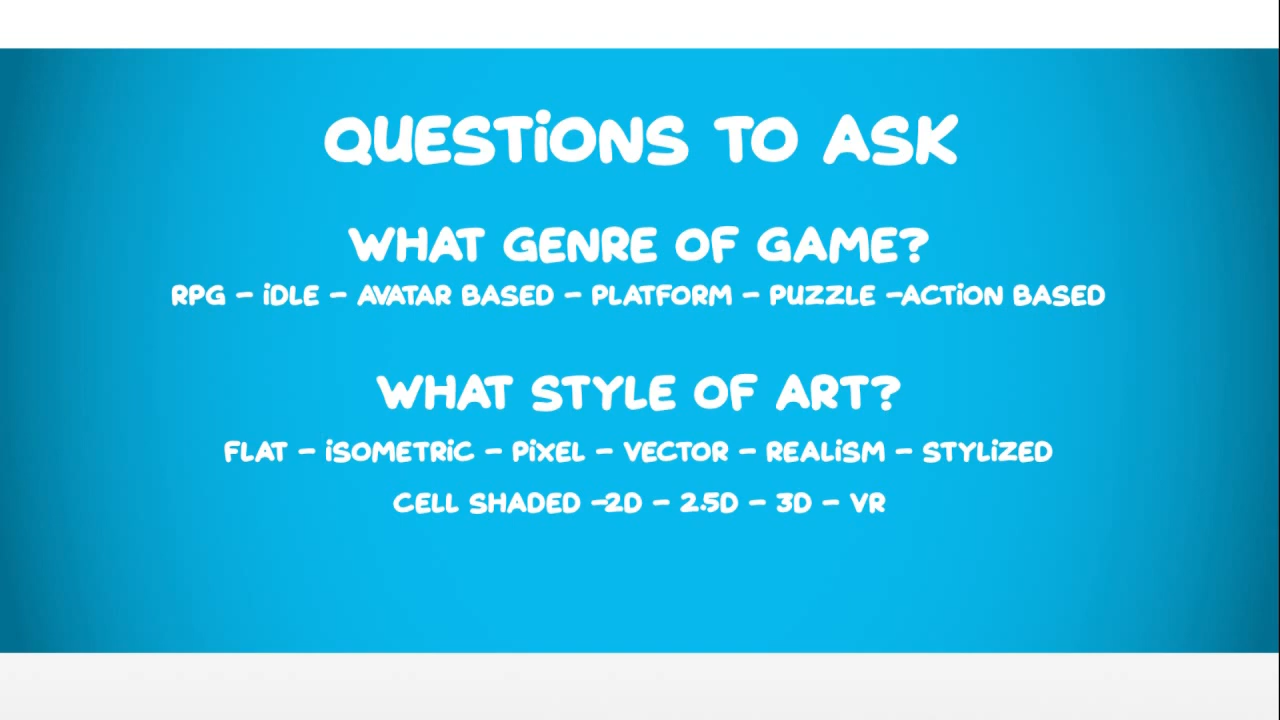 QUESTiONS TO ASK
WHAT GENRE OF GAME?
RPG - iDLE - AVATAR BASED - PLATFORM - PUZZLE -ACTiON BASED
WHAT STYLE OF ART?
FLAT - iSOMETRiC - PiXEL - VECTOR - REALiSM - STYLiZED
CELL SHADED -2D - 2.5D - 3D - VR